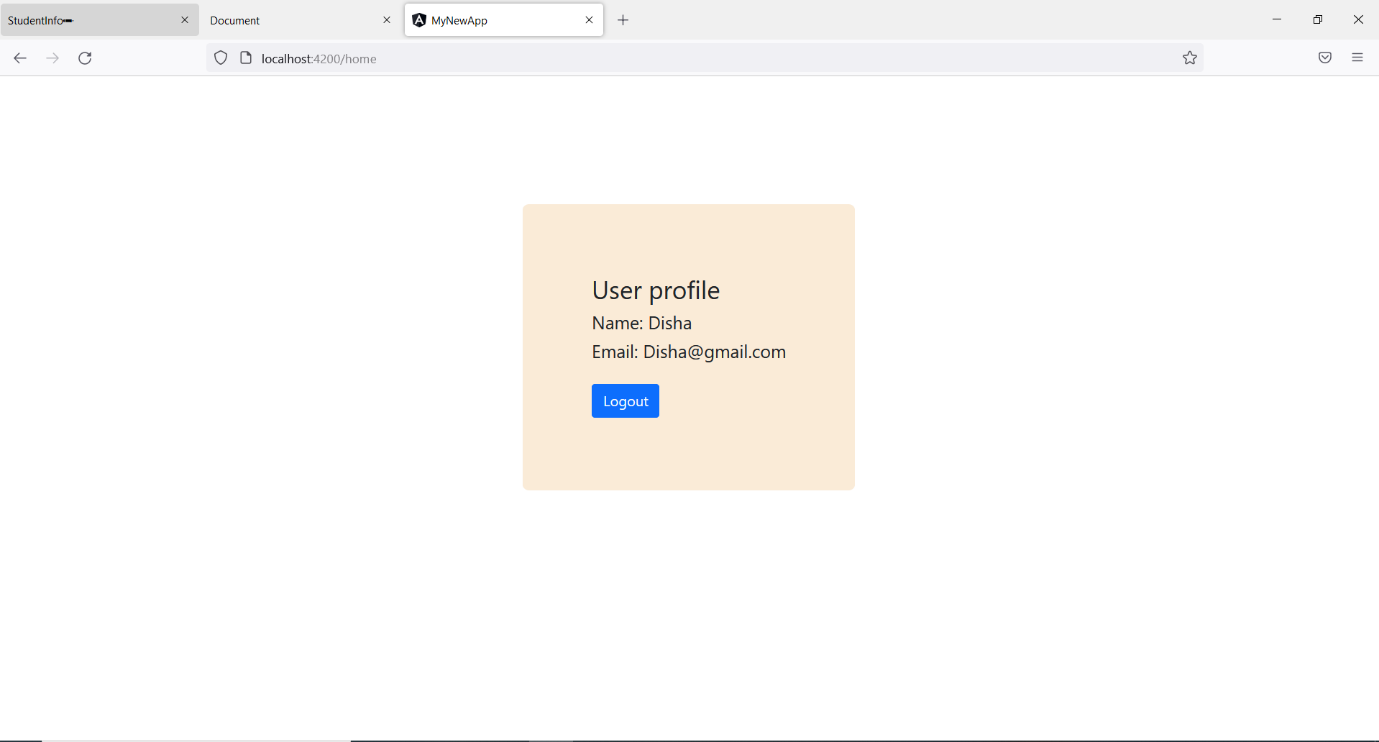 StudentInfo
Document
MyNewApp
localhost:4200/home
User profile
Name: Disha
Email: Disha@gmail.com
Logout